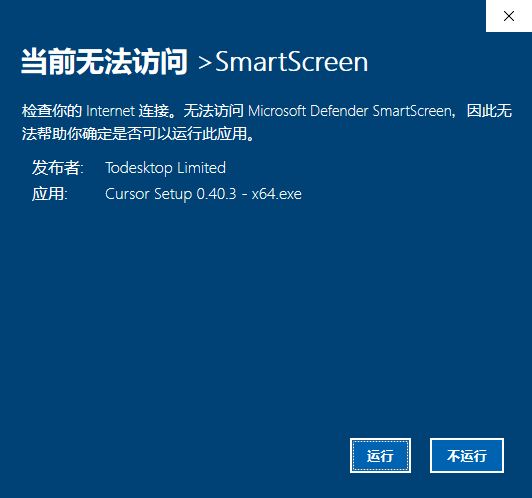 当前无法访问 >SmartScreen
检查你的 Internet 连接。无法访问 Microsoft Defender SmartScreen，因此无
法帮助你确定是否可以运行此应用。
发布者: Todesktop Limited
应用: Cursor Setup 0.40.3 - x64.exe
运行 不运行